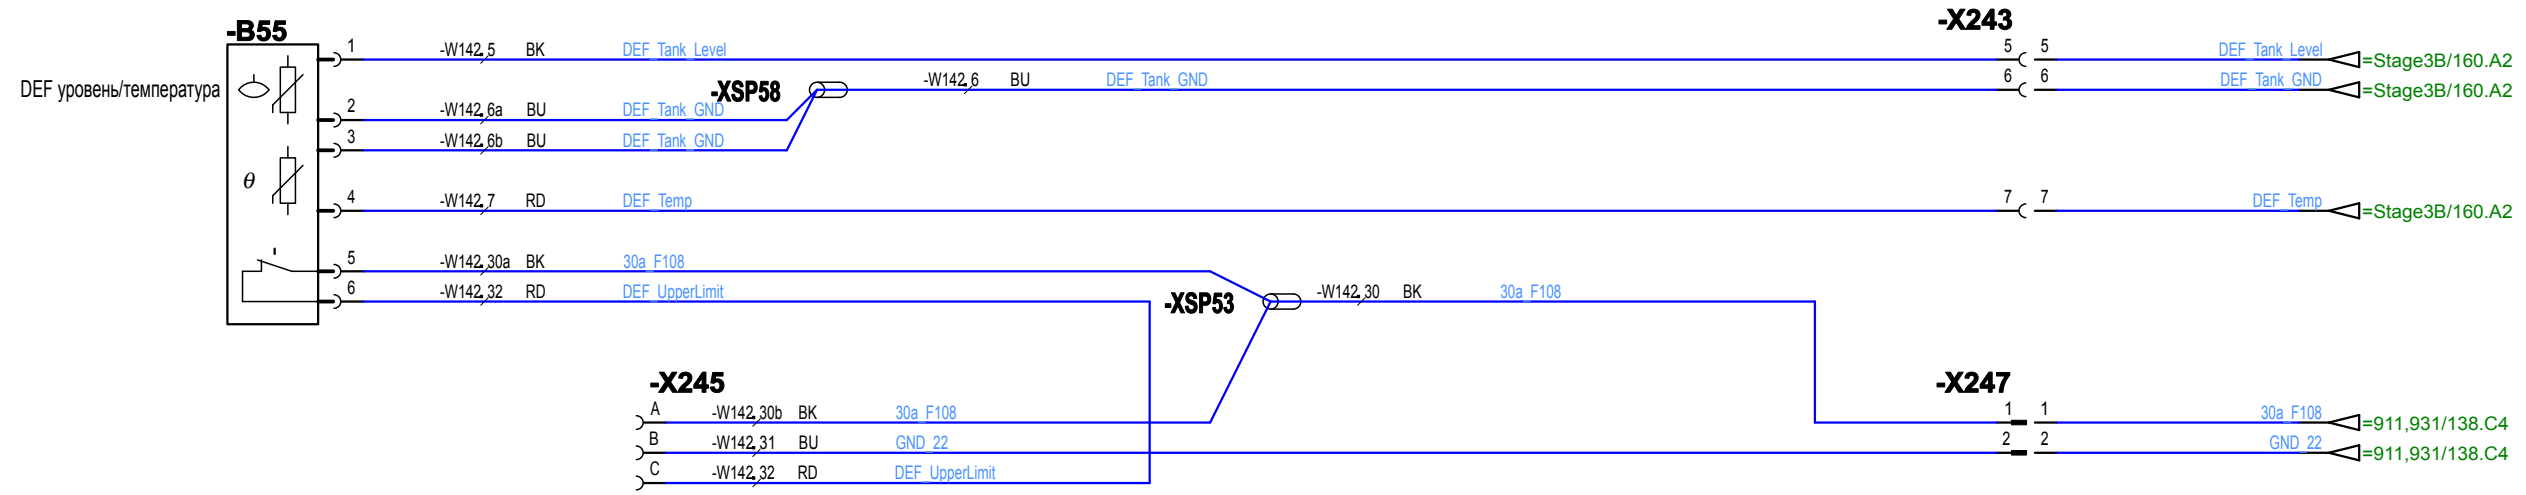 -B55
-X243
1 -W142.5 BK DEF_Tank_Level 5 5 DEF_Tank_Level =Stage3B/160.A2
DEF уровень/температура
-XSP58 -W142.6 BU DEF_Tank_GND 6 6 DEF_Tank_GND =Stage3B/160.A2
2 -W142.6a BU DEF_Tank_GND
3 -W142.6b BU DEF_Tank_GND
θ
4 -W142.7 RD DEF_Temp 7 7 DEF_Temp =Stage3B/160.A2
5 -W142.30a BK 30a_F108
6 -W142.32 RD DEF_UpperLimit
-XSP53 -W142.30 BK 30a_F108
-X245
-X247
A -W142.30b BK 30a_F108 1 1 30a_F108 =911,931/138.C4
B -W142.31 BU GND_22 2 2 GND_22 =911,931/138.C4
C -W142.32 RD DEF_UpperLimit